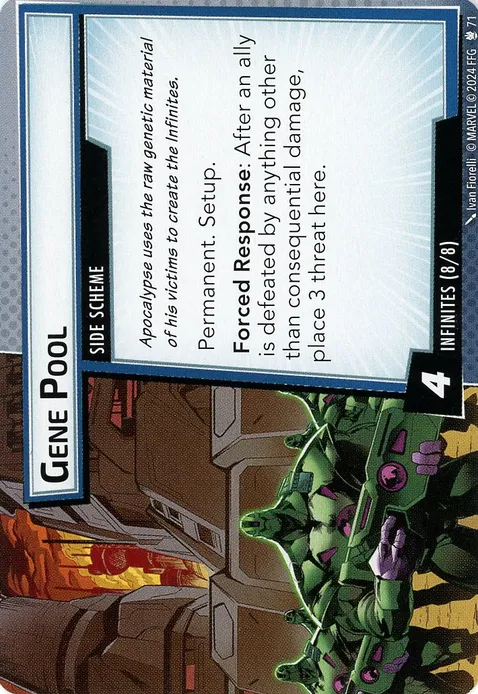 GENE POOL
SIDE SCHEME
Apocalypse uses the raw genetic material
of his victims to create the Infinites.
Permanent. Setup.
Forced Response: After an ally
is defeated by anything other
than consequential damage,
place 3 threat here.
4
INFINITES (8/8)
Ivan Fiorelli © MARVEL © 2024 FFG 71